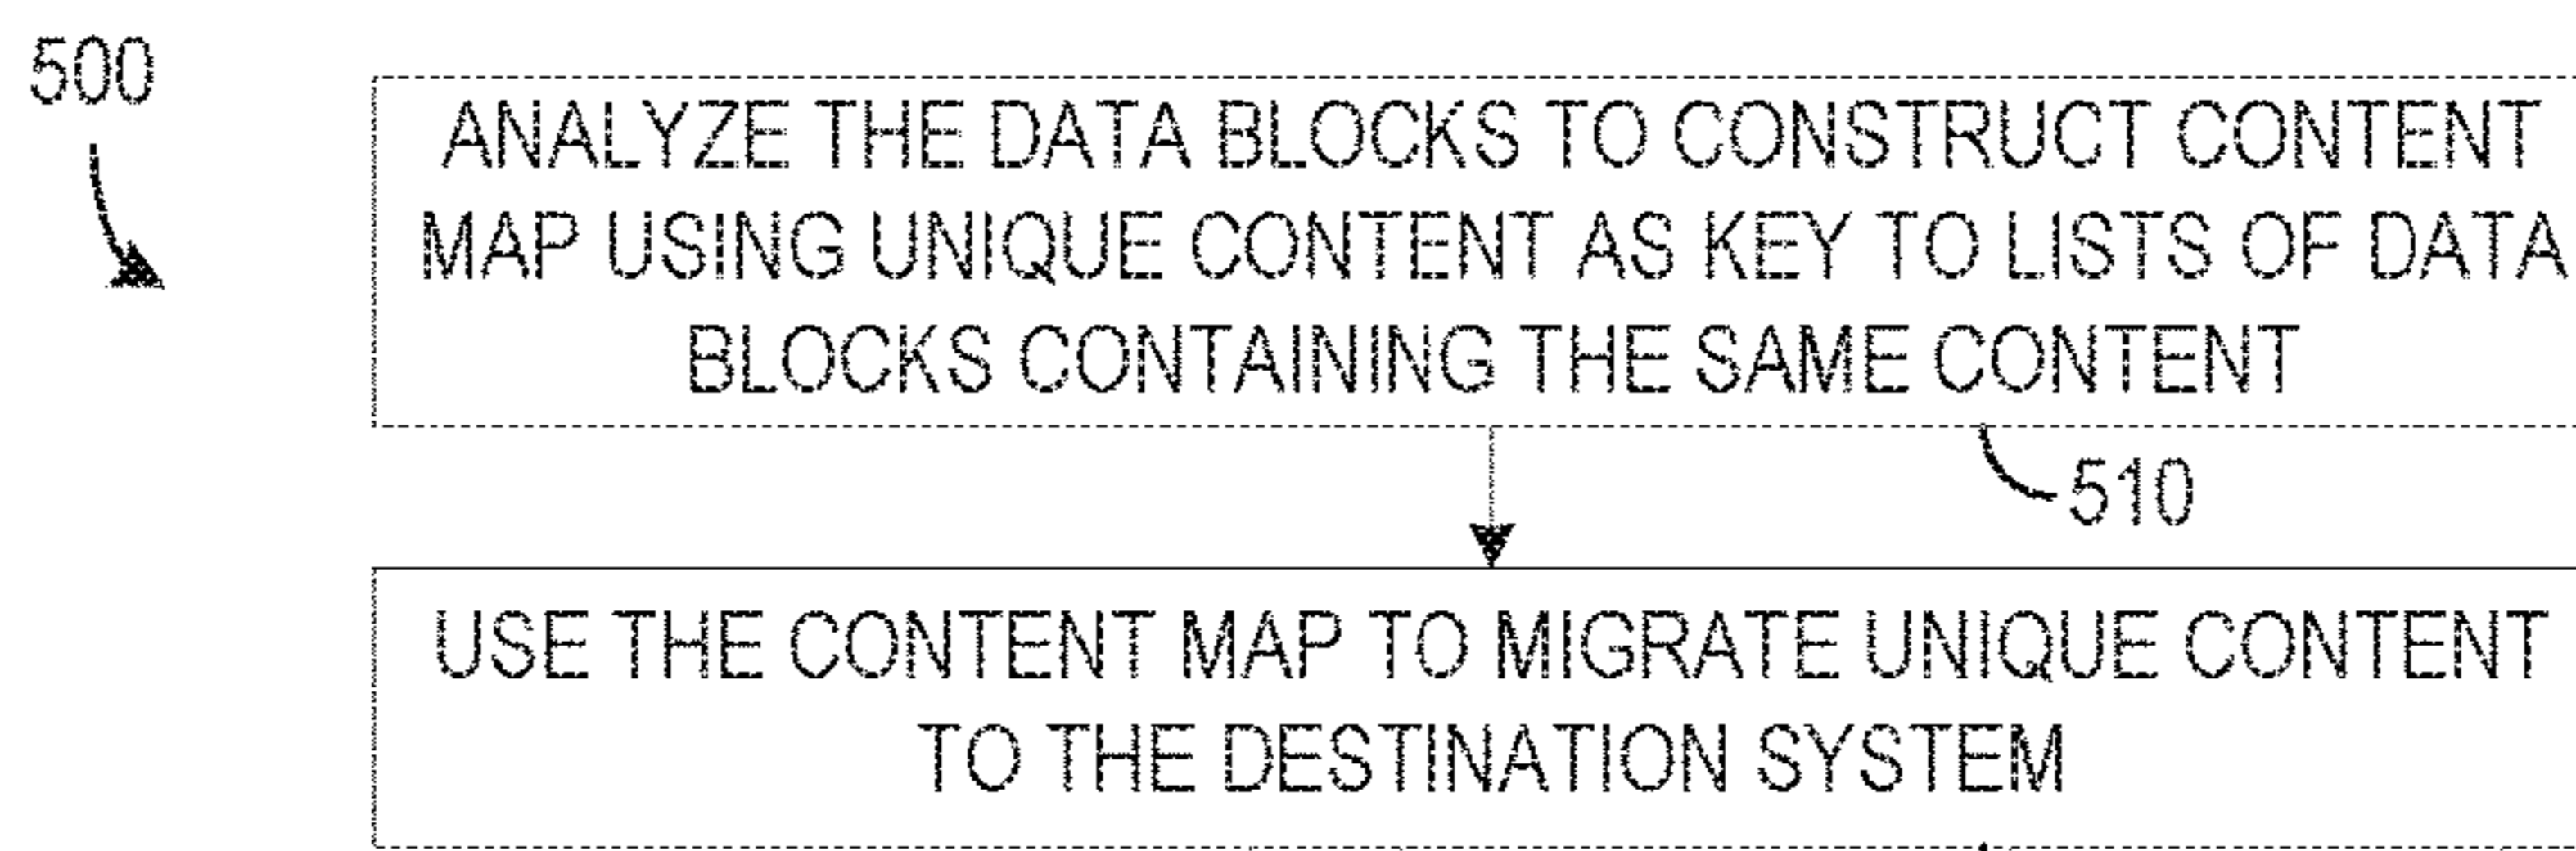 500
ANALYZE THE DATA BLOCKS TO CONSTRUCT CONTENT
MAP USING UNIQUE CONTENT AS KEY TO LISTS OF DATA
BLOCKS CONTAINING THE SAME CONTENT
510
USE THE CONTENT MAP TO MIGRATE UNIQUE CONTENT
TO THE DESTINATION SYSTEM